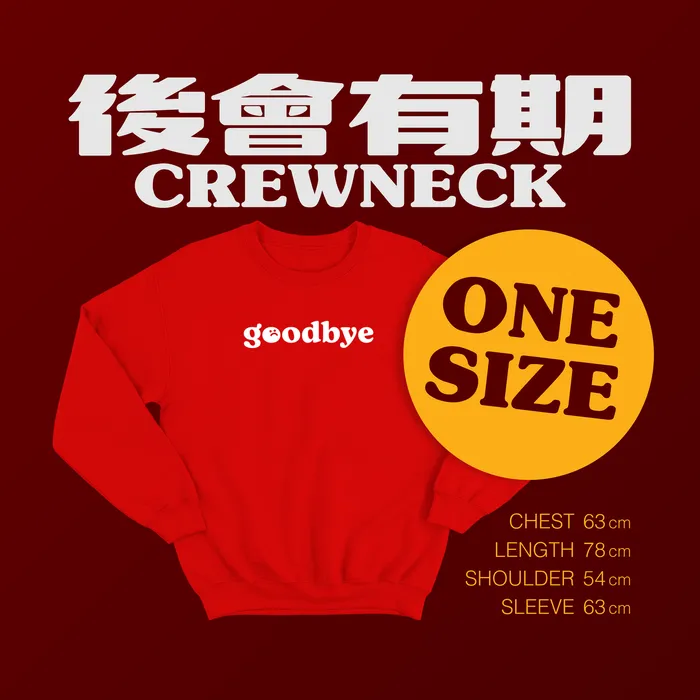 後會有期
CREWNECK
goodbye
ONE
SIZE
CHEST 63cm
LENGTH 78cm
SHOULDER 54cm
SLEEVE 63cm